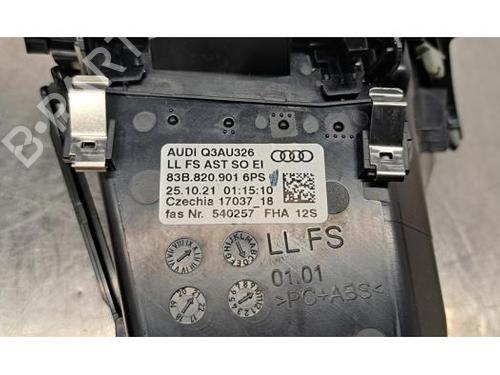 AUDI Q3AU326
LL FS AST SO EI
83B.820.901 6PS
25.10.21 01:15:10
Czechia 17037_18
fas Nr. 540257 FHA 12S
LL FS
01.01
>PC+ABS<
B-PARTS